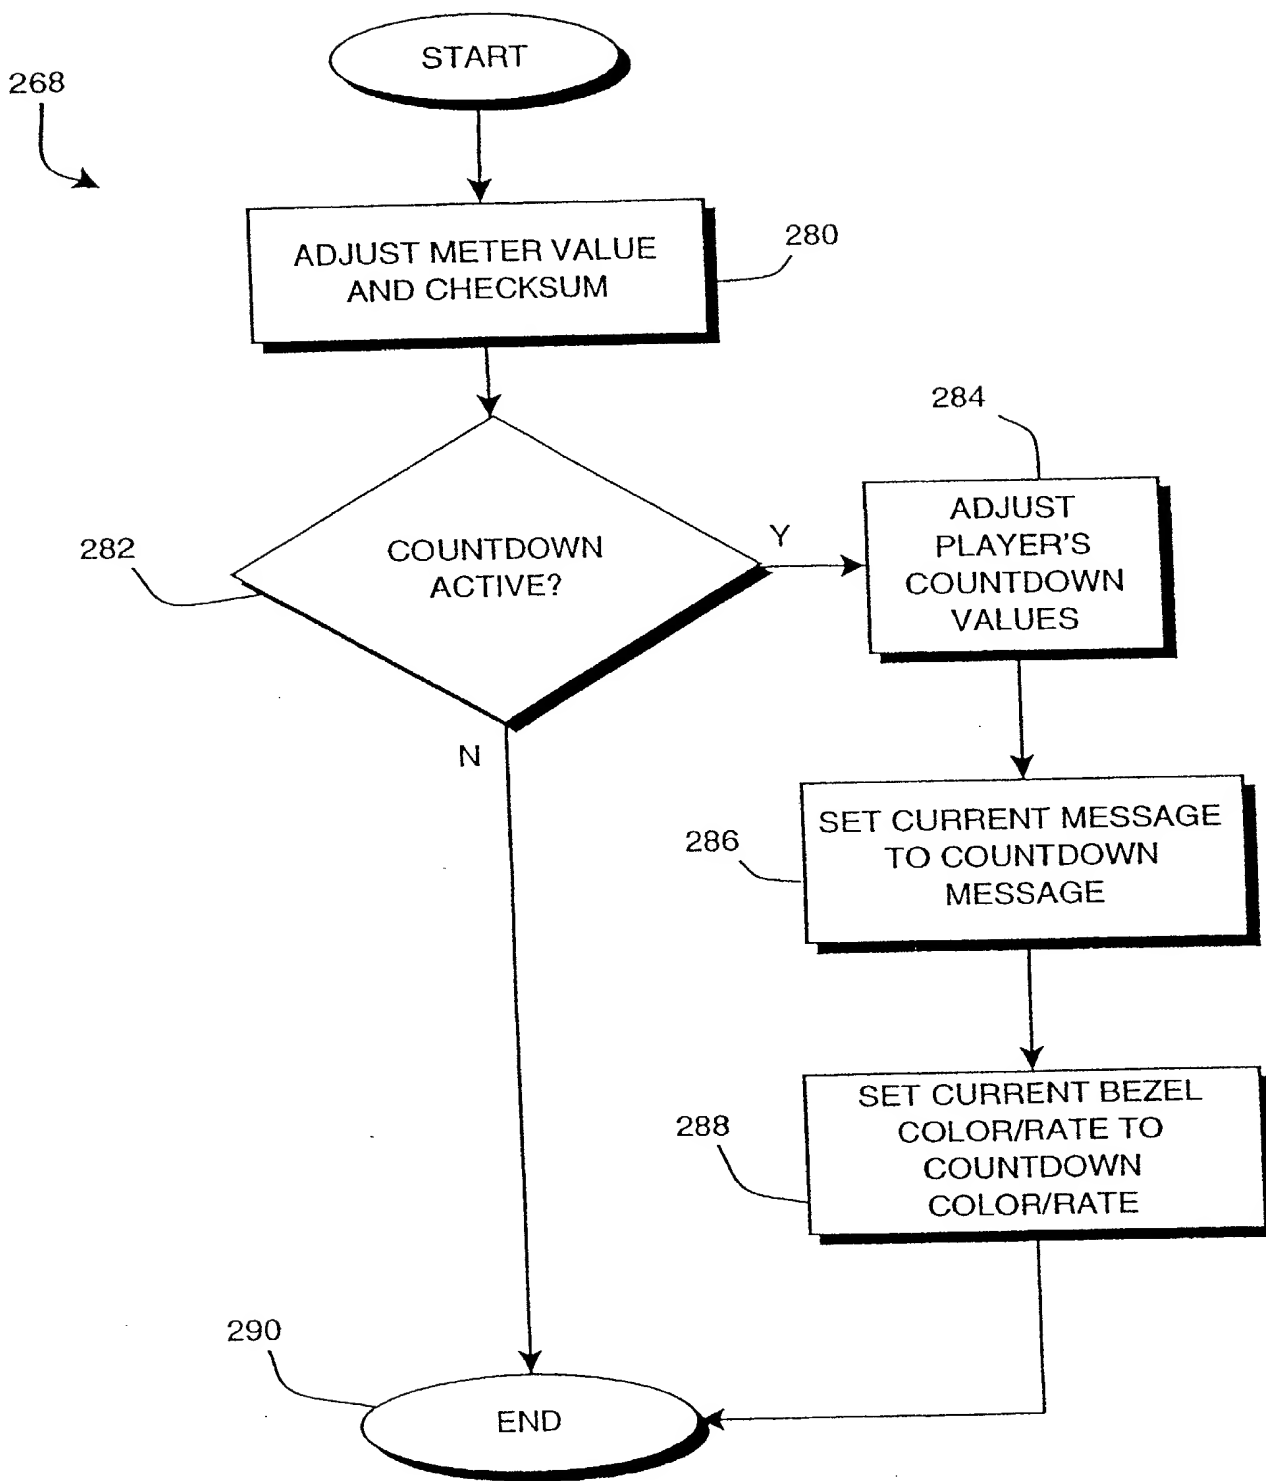 START
268
ADJUST METER VALUE
AND CHECKSUM
280
284
ADJUST
PLAYER'S
COUNTDOWN
VALUES
282
COUNTDOWN
ACTIVE?
Y
N
286
SET CURRENT MESSAGE
TO COUNTDOWN
MESSAGE
288
SET CURRENT BEZEL
COLOR/RATE TO
COUNTDOWN
COLOR/RATE
290
END